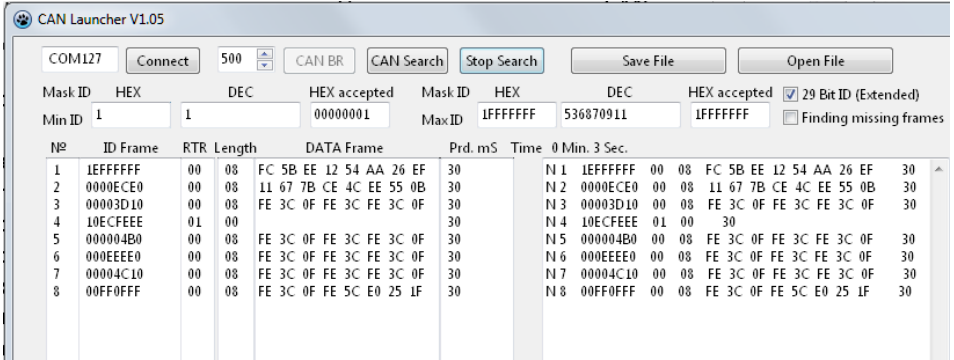 CAN Launcher V1.05
COM127 Connect 500 CAN BR CAN Search Stop Search Save File Open File
Mask ID HEX DEC HEX accepted Mask ID HEX DEC HEX accepted 29 Bit ID (Extended)
Min ID 1 1 00000001 Max ID 1FFFFFFF 536870911 1FFFFFFF Finding missing frames
Nº ID Frame RTR Length DATA Frame Prd. mS Time 0 Min. 3 Sec.
1 1EFFFFFF 00 08 FC 5B EE 12 54 AA 26 EF 30 N 1 1EFFFFFF 00 08 FC 5B EE 12 54 AA 26 EF 30
2 0000ECE0 00 08 11 67 7B CE 4C EE 55 0B 30 N 2 0000ECE0 00 08 11 67 7B CE 4C EE 55 0B 30
3 00003D10 00 08 FE 3C 0F FE 3C FE 3C 0F 30 N 3 00003D10 00 08 FE 3C 0F FE 3C FE 3C 0F 30
4 10ECFEEE 01 00 30 N 4 10ECFEEE 01 00 30
5 000004B0 00 08 FE 3C 0F FE 3C FE 3C 0F 30 N 5 000004B0 00 08 FE 3C 0F FE 3C FE 3C 0F 30
6 000EEEE0 00 08 FE 3C 0F FE 3C FE 3C 0F 30 N 6 000EEEE0 00 08 FE 3C 0F FE 3C FE 3C 0F 30
7 00004C10 00 08 FE 3C 0F FE 3C FE 3C 0F 30 N 7 00004C10 00 08 FE 3C 0F FE 3C FE 3C 0F 30
8 00FF0FFF 00 08 FE 3C 0F FE 5C E0 25 1F 30 N 8 00FF0FFF 00 08 FE 3C 0F FE 5C E0 25 1F 30